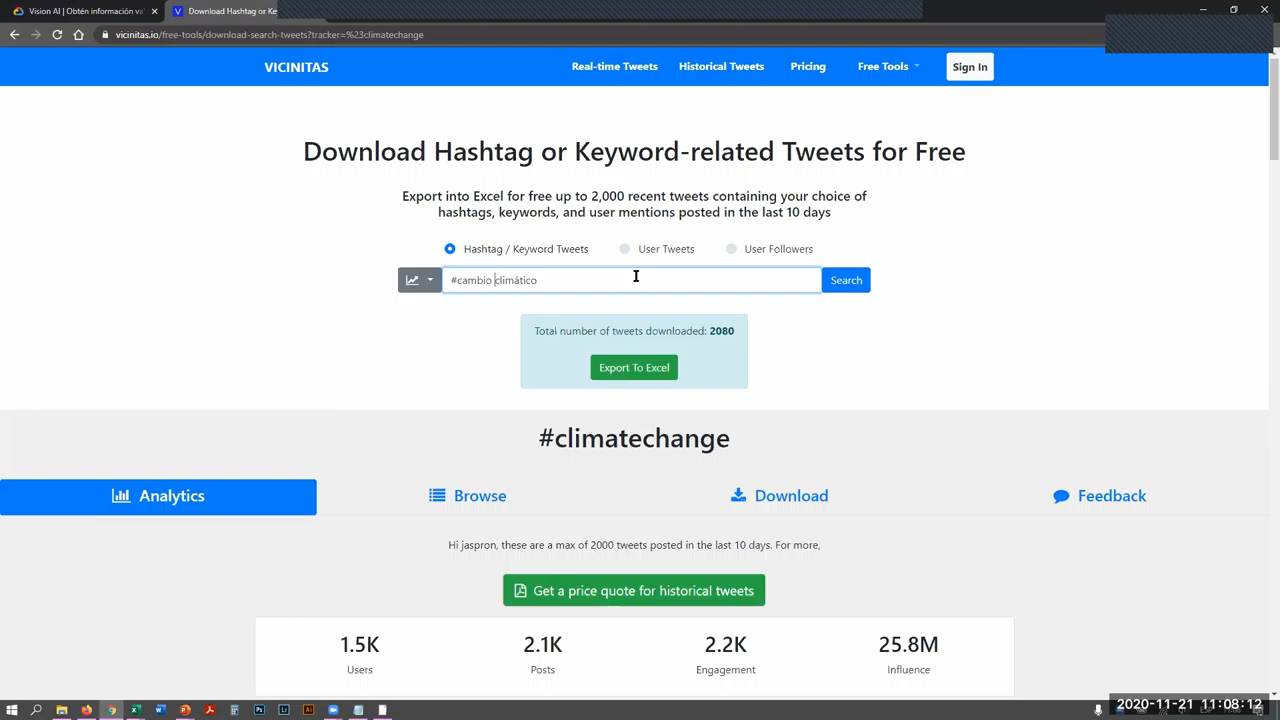 Vision AI | Obtén información va
Download Hashtag or Ke
vicinitas.io/free-tools/download-search-tweets?tracker=%23climatechange
VICINITAS
Real-time Tweets
Historical Tweets
Pricing
Free Tools
Sign In
Download Hashtag or Keyword-related Tweets for Free
Export into Excel for free up to 2,000 recent tweets containing your choice of
hashtags, keywords, and user mentions posted in the last 10 days
Hashtag / Keyword Tweets
User Tweets
User Followers
#cambio climático
Search
Total number of tweets downloaded: 2080
Export To Excel
#climatechange
Analytics
Browse
Download
Feedback
Hi jaspron, these are a max of 2000 tweets posted in the last 10 days. For more,
Get a price quote for historical tweets
1.5K
2.1K
2.2K
25.8M
Users
Posts
Engagement
Influence
2020-11-21 11:08:12